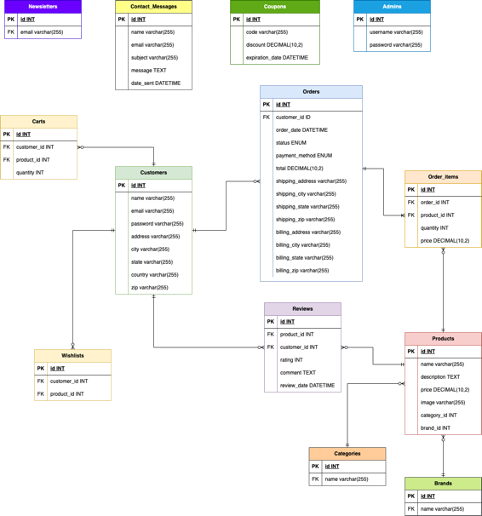 Newsletters
PK id INT
FK email varchar(255)
Contact_Messages
PK id INT
name varchar(255)
email varchar(255)
subject varchar(255)
message TEXT
date_sent DATETIME
Coupons
PK id INT
code varchar(255)
discount DECIMAL(10,2)
expiration_date DATETIME
Admins
PK id INT
username varchar(255)
password varchar(255)
Carts
PK id INT
FK customer_id INT
FK product_id INT
quantity INT
Customers
PK id INT
name varchar(255)
email varchar(255)
password varchar(255)
address varchar(255)
city varchar(255)
state varchar(255)
country varchar(255)
zip varchar(255)
Orders
PK id INT
FK customer_id ID
order_date DATETIME
status ENUM
payment_method ENUM
total DECIMAL(10,2)
shipping_address varchar(255)
shipping_city varchar(255)
shipping_state varchar(255)
shipping_zip varchar(255)
billing_address varchar(255)
billing_city varchar(255)
billing_state varchar(255)
billing_zip varchar(255)
Order_items
PK id INT
FK order_id INT
FK product_id INT
quantity INT
price DECIMAL(10,2)
Wishlists
PK id INT
FK customer_id INT
FK product_id INT
Reviews
PK id INT
FK product_id INT
FK customer_id INT
rating INT
comment TEXT
review_date DATETIME
Products
PK id INT
name varchar(255)
description TEXT
price DECIMAL(10,2)
image varchar(255)
category_id INT
brand_id INT
Categories
PK id INT
FK name varchar(255)
Brands
PK id INT
FK name varchar(255)